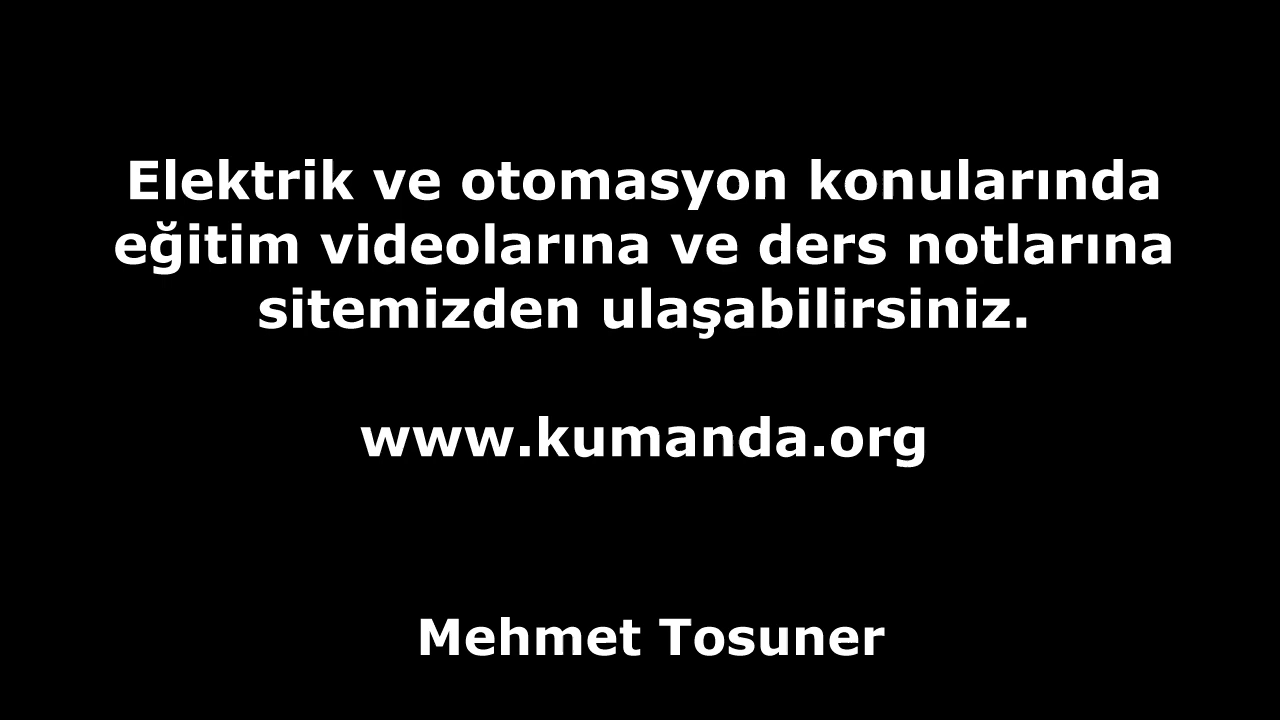 Elektrik ve otomasyon konularında
eğitim videolarına ve ders notlarına
sitemizden ulaşabilirsiniz.
www.kumanda.org
Mehmet Tosuner